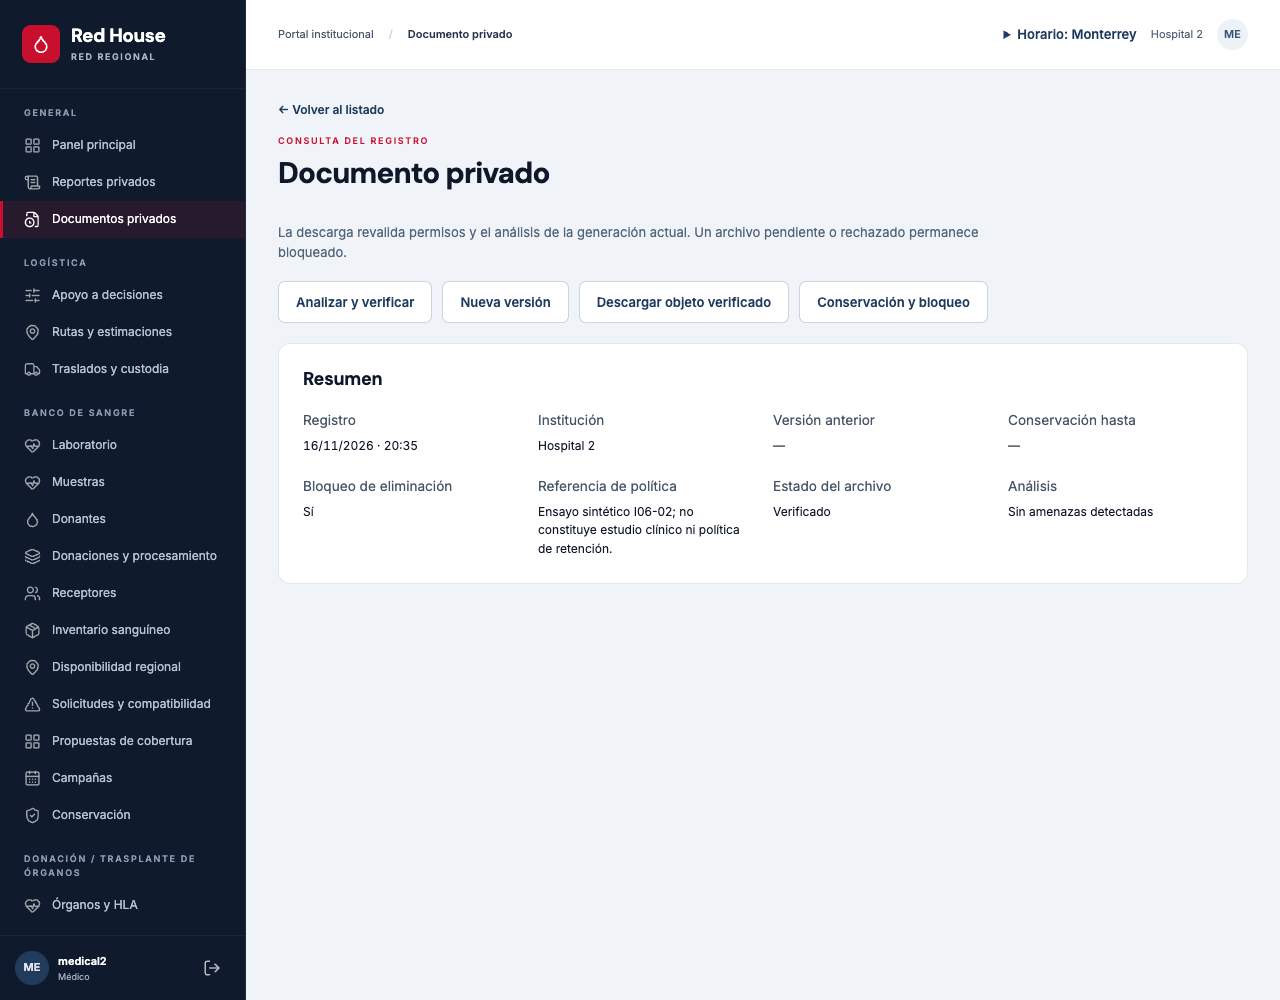 Red House
RED REGIONAL
GENERAL
Panel principal
Reportes privados
Documentos privados
LOGÍSTICA
Apoyo a decisiones
Rutas y estimaciones
Traslados y custodia
BANCO DE SANGRE
Laboratorio
Muestras
Donantes
Donaciones y procesamiento
Receptores
Inventario sanguíneo
Disponibilidad regional
Solicitudes y compatibilidad
Propuestas de cobertura
Campañas
Conservación
DONACIÓN / TRASPLANTE DE
ÓRGANOS
Órganos y HLA
ME
medical2
Médico
Portal institucional / Documento privado
▶ Horario: Monterrey Hospital 2 ME
← Volver al listado
CONSULTA DEL REGISTRO
Documento privado
La descarga revalida permisos y el análisis de la generación actual. Un archivo pendiente o rechazado permanece
bloqueado.
Analizar y verificar Nueva versión Descargar objeto verificado Conservación y bloqueo
Resumen
Registro
16/11/2026 · 20:35
Institución
Hospital 2
Versión anterior
—
Conservación hasta
—
Bloqueo de eliminación
Sí
Referencia de política
Ensayo sintético I06-02; no
constituye estudio clínico ni política
de retención.
Estado del archivo
Verificado
Análisis
Sin amenazas detectadas